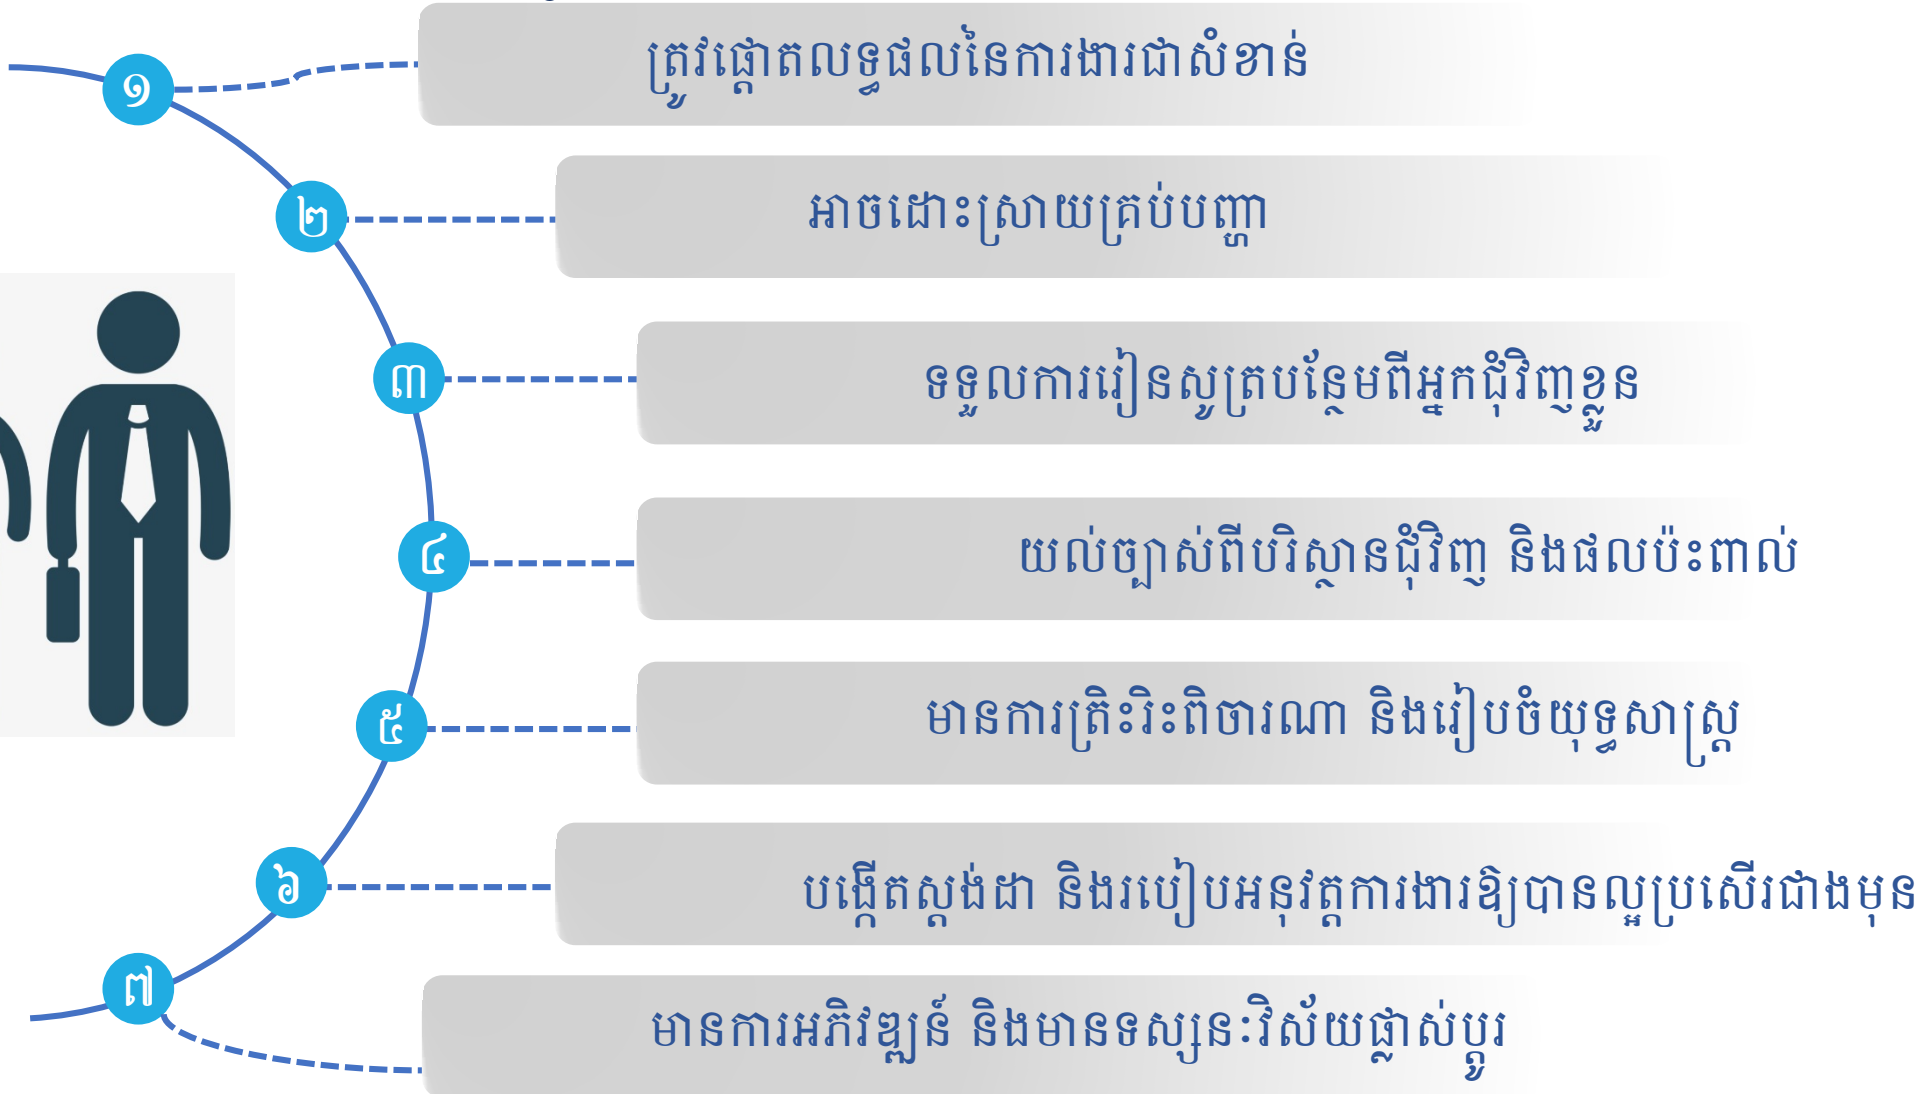 ១ ត្រូវផ្តោតលទ្ធផលនៃការងារជាសំខាន់
២ អាចដោះស្រាយគ្រប់បញ្ហា
៣ ទទួលការរៀនសូត្របន្ថែមពីអ្នកជុំវិញខ្លួន
៤ យល់ច្បាស់ពីបរិស្ថានជុំវិញ និងផលប៉ះពាល់
៥ មានការត្រិះរិះពិចារណា និងរៀបចំយុទ្ធសាស្ត្រ
៦ បង្កើតស្តង់ដា និងរបៀបអនុវត្តការងារឱ្យបានល្អប្រសើរជាងមុន
៧ មានការអភិវឌ្ឍន៍ និងមានទស្សនៈវិស័យផ្លាស់ប្តូរ